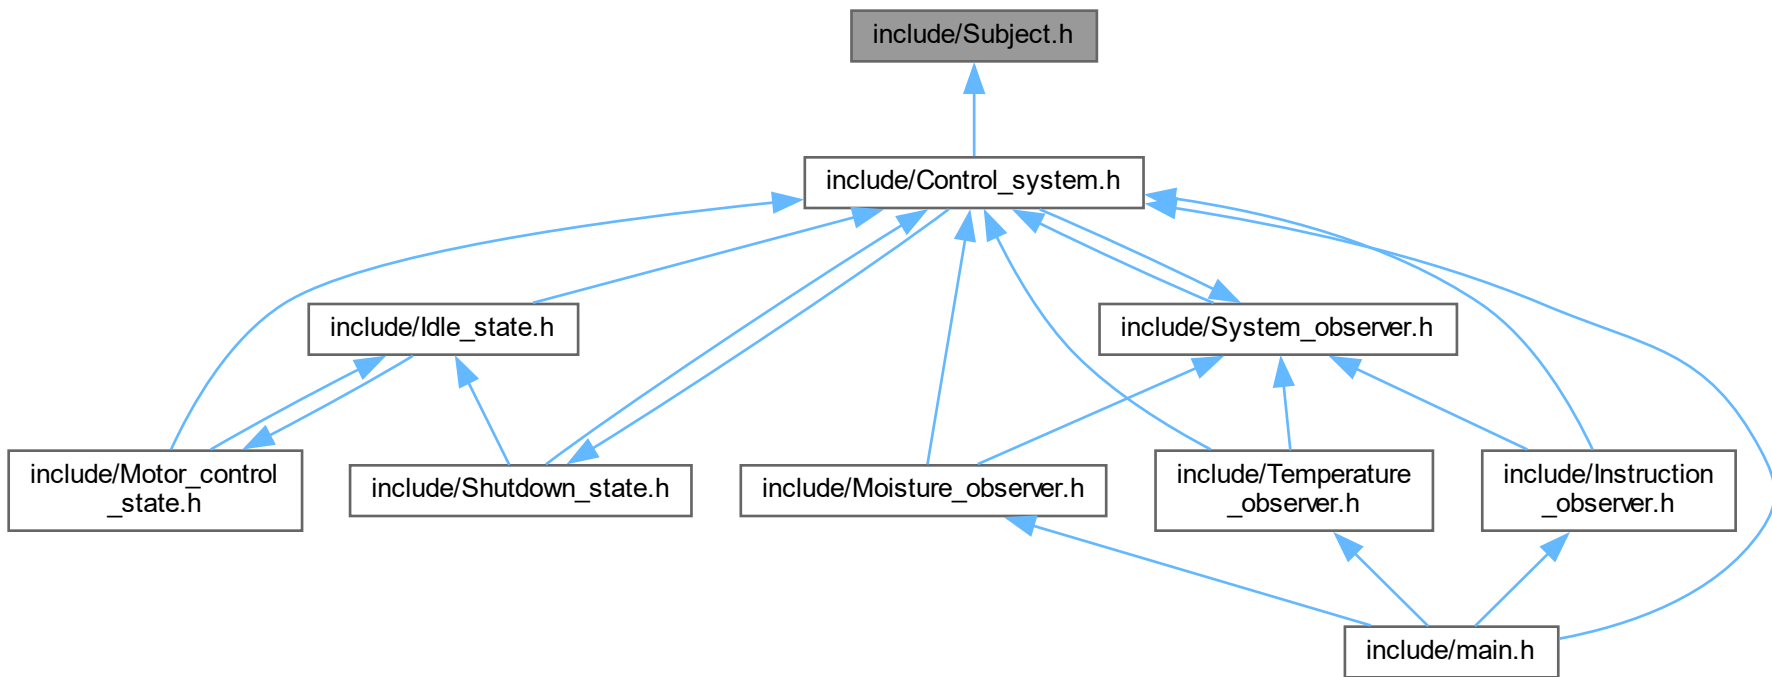 include/Subject.h
include/Control_system.h
include/Idle_state.h
include/System_observer.h
include/Motor_control
_state.h
include/Shutdown_state.h
include/Moisture_observer.h
include/Temperature
_observer.h
include/Instruction
_observer.h
include/main.h